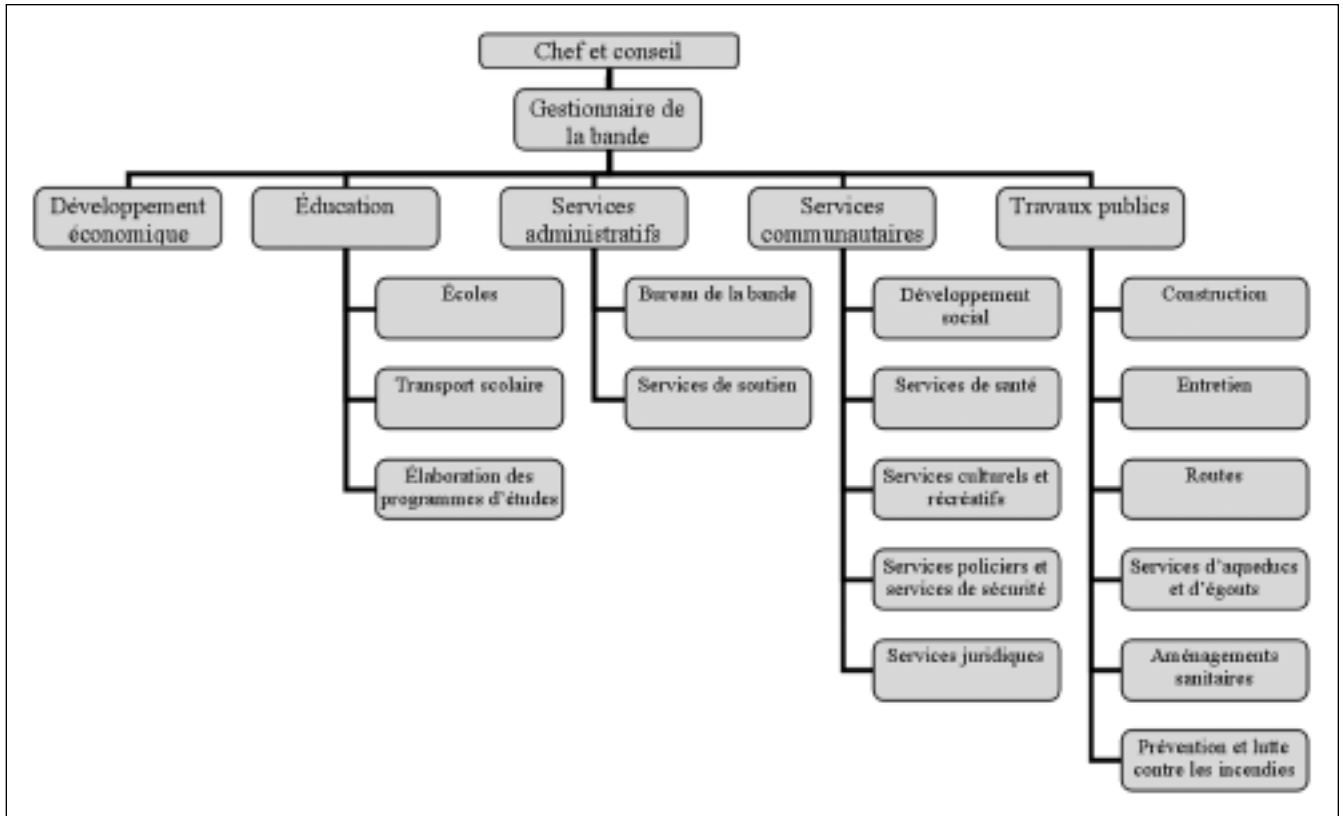 Chef et conseil
Gestionnaire de
la bande
Développement
économique
Éducation
Services
administratifs
Services
communautaires
Travaux publics
Écoles
Transport scolaire
Élaboration des
programmes d'études
Bureau de la bande
Services de soutien
Développement
social
Services de santé
Services culturels et
récréatifs
Services policiers et
services de sécurité
Services juridiques
Construction
Entretien
Routes
Services d'aqueducs
et d'égouts
Aménagements
sanitaires
Prévention et lutte
contre les incendies